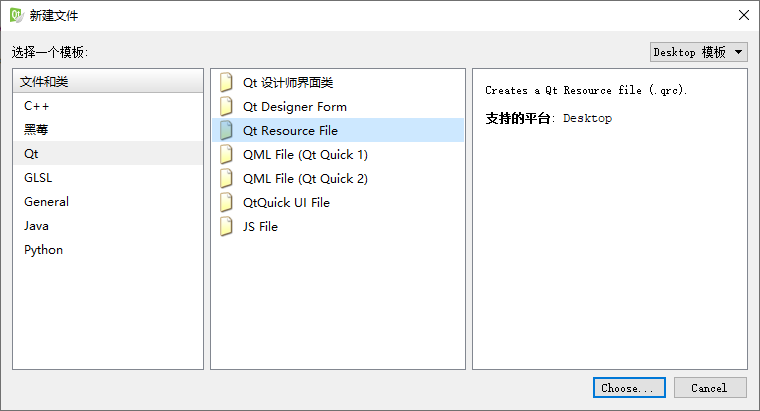 新建文件
选择一个模板:
Desktop 模板
文件和类
C++
黑莓
Qt
GLSL
General
Java
Python
Qt 设计师界面类
Qt Designer Form
Qt Resource File
QML File (Qt Quick 1)
QML File (Qt Quick 2)
QtQuick UI File
JS File
Creates a Qt Resource file (.qrc).
支持的平台: Desktop
Choose...
Cancel